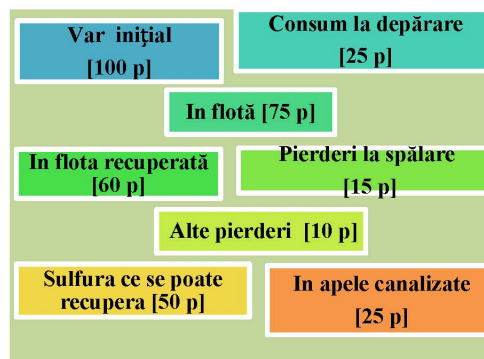 Var inițial
[100 p]
Consum la depărare
[25 p]
In flotă [75 p]
In flota recuperată
[60 p]
Pierderi la spălare
[15 p]
Alte pierderi [10 p]
Sulfura ce se poate
recupera [50 p]
In apele canalizate
[25 p]